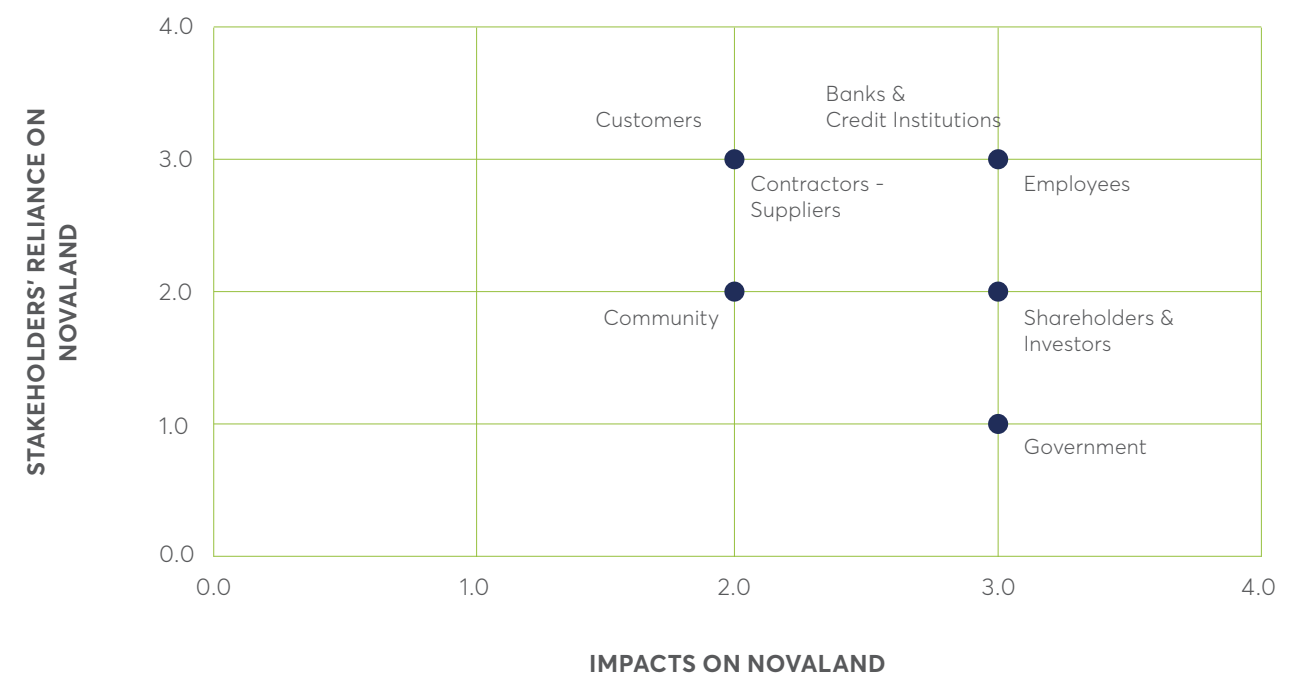 STAKEHOLDERS' RELIANCE ON
NOVALAND
4.0
3.0
2.0
1.0
0.0
Banks &
Credit Institutions
Customers
Contractors -
Suppliers
Employees
Community
Shareholders &
Investors
Government
0.0
1.0
2.0
3.0
4.0
IMPACTS ON NOVALAND